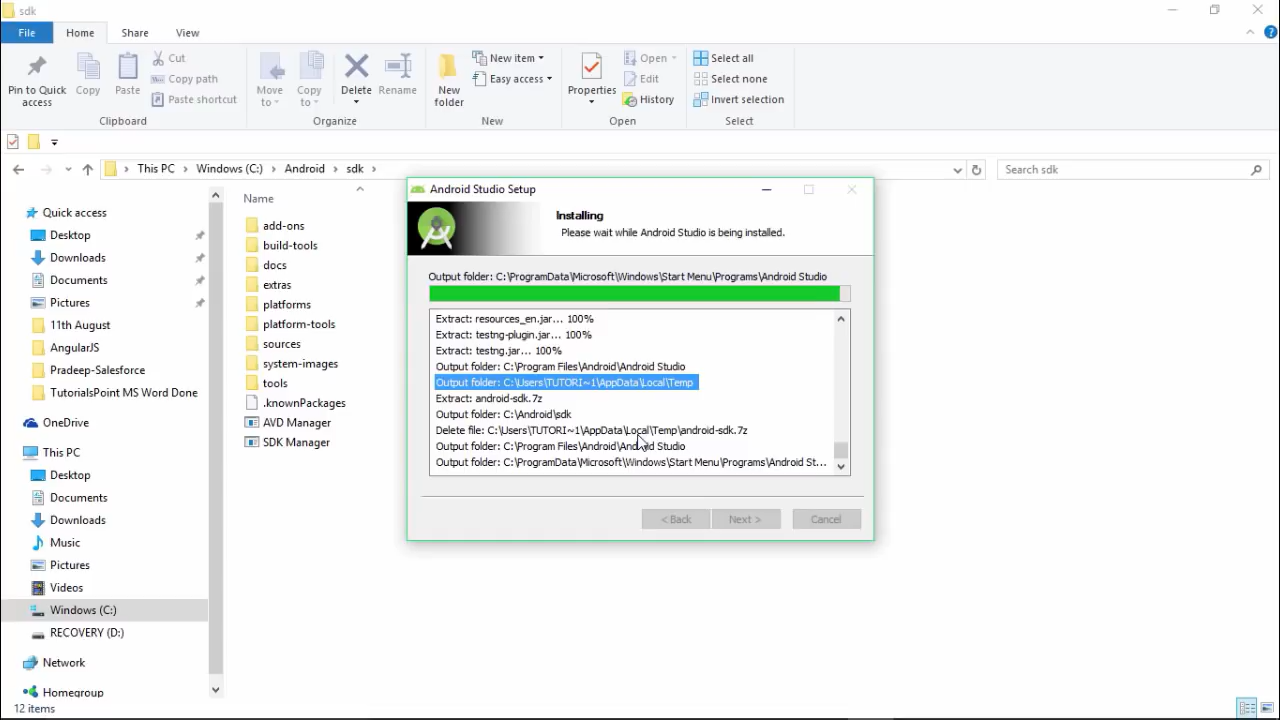 sdk
File
Home
Share
View
Pin to Quick
access
Copy
Paste
Cut
Copy path
Paste shortcut
Clipboard
Move
to
Copy
to
Delete
Rename
Organize
New
folder
New item
Easy access
New
Properties
Open
Edit
History
Open
Select all
Select none
Invert selection
Select
This PC
Windows (C:)
Android
sdk
Search sdk
Quick access
Desktop
Downloads
Documents
Pictures
11th August
AngularJS
Pradeep-Salesforce
TutorialsPoint MS Word Done
OneDrive
This PC
Desktop
Documents
Downloads
Music
Pictures
Videos
Windows (C:)
RECOVERY (D:)
Network
Homegroup
12 items
Name
add-ons
build-tools
docs
extras
platforms
platform-tools
sources
system-images
tools
.knownPackages
AVD Manager
SDK Manager
Android Studio Setup
Installing
Please wait while Android Studio is being installed.
Output folder: C:\ProgramData\Microsoft\Windows\Start Menu\Programs\Android Studio
Extract: resources_en.jar... 100%
Extract: testng-plugin.jar... 100%
Extract: testng.jar... 100%
Output folder: C:\Program Files\Android\Android Studio
Output folder: C:\Users\TUTORI~1\AppData\Local\Temp
Extract: android-sdk.7z
Output folder: C:\Android\sdk
Delete file: C:\Users\TUTORI~1\AppData\Local\Temp\android-sdk.7z
Output folder: C:\Program Files\Android\Android Studio
Output folder: C:\ProgramData\Microsoft\Windows\Start Menu\Programs\Android St...
< Back
Next >
Cancel